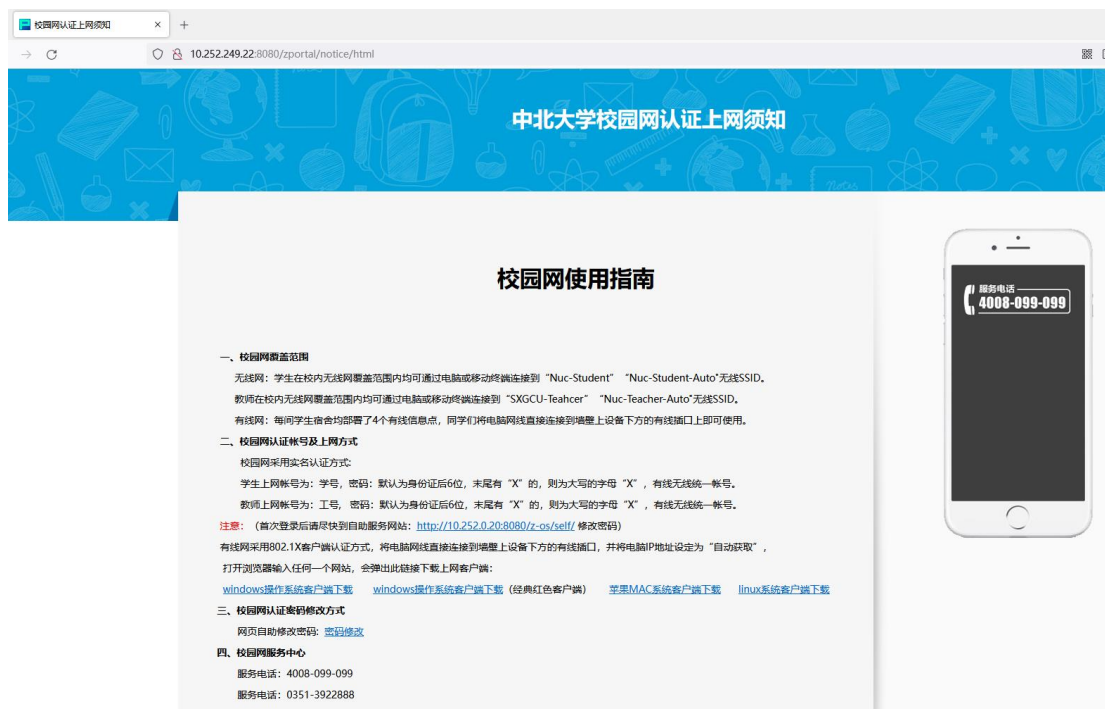 校园网认证上网须知
10.252.249.22:8080/zportal/notice/html
中北大学校园网认证上网须知
校园网使用指南
服务电话
4008-099-099
一、校园网覆盖范围
无线网：学生在校内无线网覆盖范围内均可通过电脑或移动终端连接到“Nuc-Student” “Nuc-Student-Auto"无线SSID。
教师在校内无线网覆盖范围内均可通过电脑或移动终端连接到“SXGCU-Teahcer” “Nuc-Teacher-Auto"无线SSID。
有线网：每间学生宿舍均部署了4个有线信息点，同学们将电脑网线直接连接到墙壁上设备下方的有线插口上即可使用。
二、校园网认证帐号及上网方式
校园网采用实名认证方式:
学生上网帐号为：学号，密码：默认为身份证后6位，末尾有“X”的，则为大写的字母“X”，有线无线统一帐号。
教师上网帐号为：工号，密码：默认为身份证后6位，末尾有“X”的，则为大写的字母“X”，有线无线统一帐号。
注意：（首次登录后请尽快到自助服务网站：http://10.252.0.20:8080/z-os/self/ 修改密码）
有线网采用802.1X客户端认证方式，将电脑网线直接连接到墙壁上设备下方的有线插口，并将电脑IP地址设定为“自动获取”，
打开浏览器输入任何一个网站，会弹出此链接下载上网客户端：
windows操作系统客户端下载 windows操作系统客户端下载（经典红色客户端） 苹果MAC系统客户端下载 linux系统客户端下载
三、校园网认证密码修改方式
网页自助修改密码: 密码修改
四、校园网服务中心
服务电话：4008-099-099
服务电话：0351-3922888